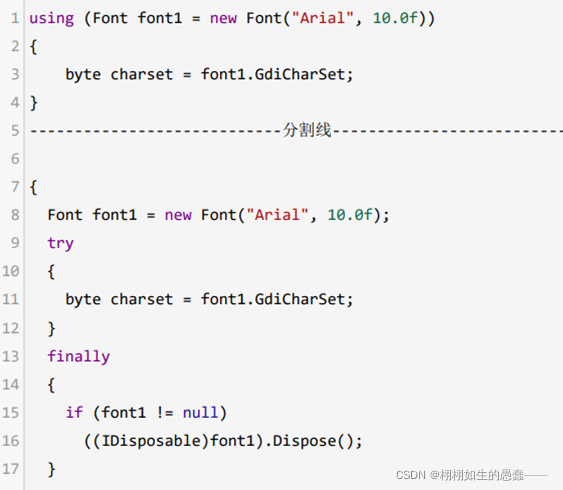 1 using (Font font1 = new Font("Arial", 10.0f))
2 {
3     byte charset = font1.GdiCharSet;
4 }
5 ----------------------------分割线--------------------------
6
7 {
8   Font font1 = new Font("Arial", 10.0f);
9   try
10   {
11     byte charset = font1.GdiCharSet;
12   }
13   finally
14   {
15     if (font1 != null)
16       ((IDisposable)font1).Dispose();
17   }
CSDN @栩栩如生的愚蠢——